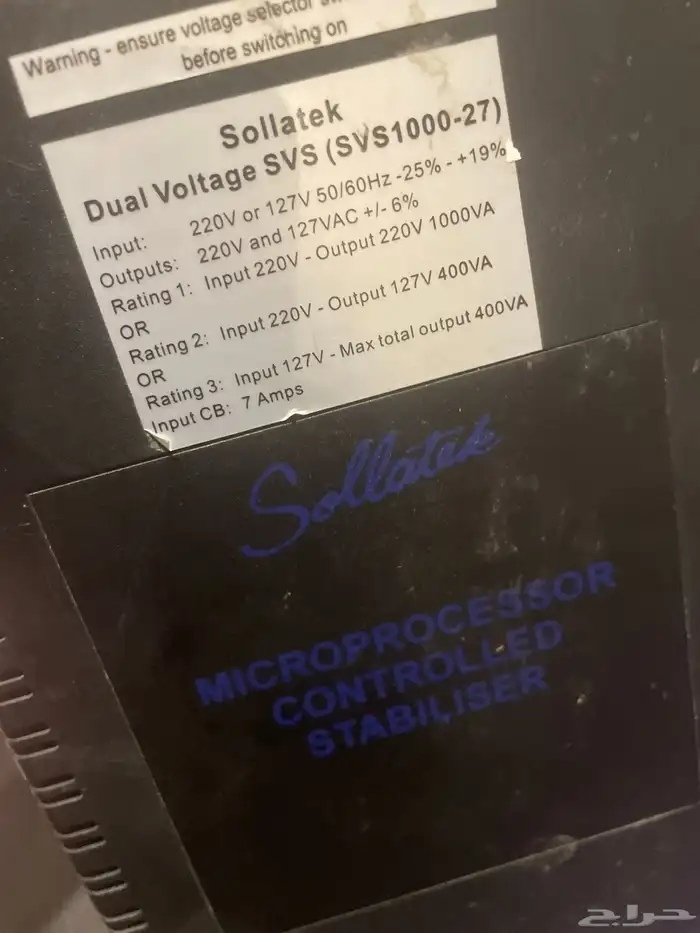 Warning - ensure voltage selector
before switching on
Sollatek
Dual Voltage SVS (SVS1000-27)
Input: 220V or 127V 50/60Hz -25% - +19%
Outputs: 220V and 127VAC +/- 6%
Rating 1: Input 220V - Output 220V 1000VA
OR
Rating 2: Input 220V - Output 127V 400VA
OR
Rating 3: Input 127V - Max total output 400VA
Input CB: 7 Amps
Sollatek
MICROPROCESSOR
CONTROLLED
STABILISER
حراج